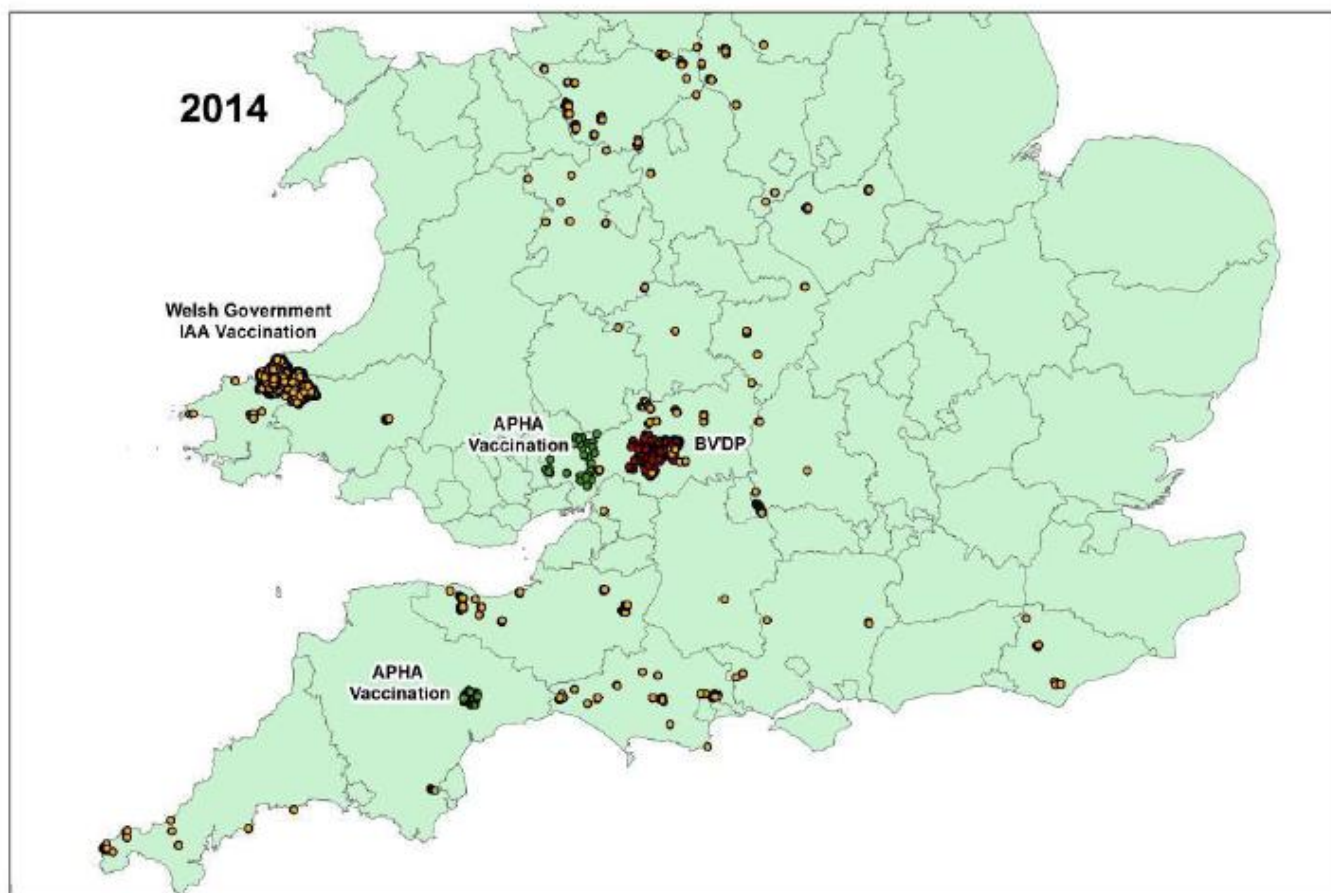 2014
Welsh Government
IAA Vaccination
APHA
Vaccination
BVDP
APHA
Vaccination